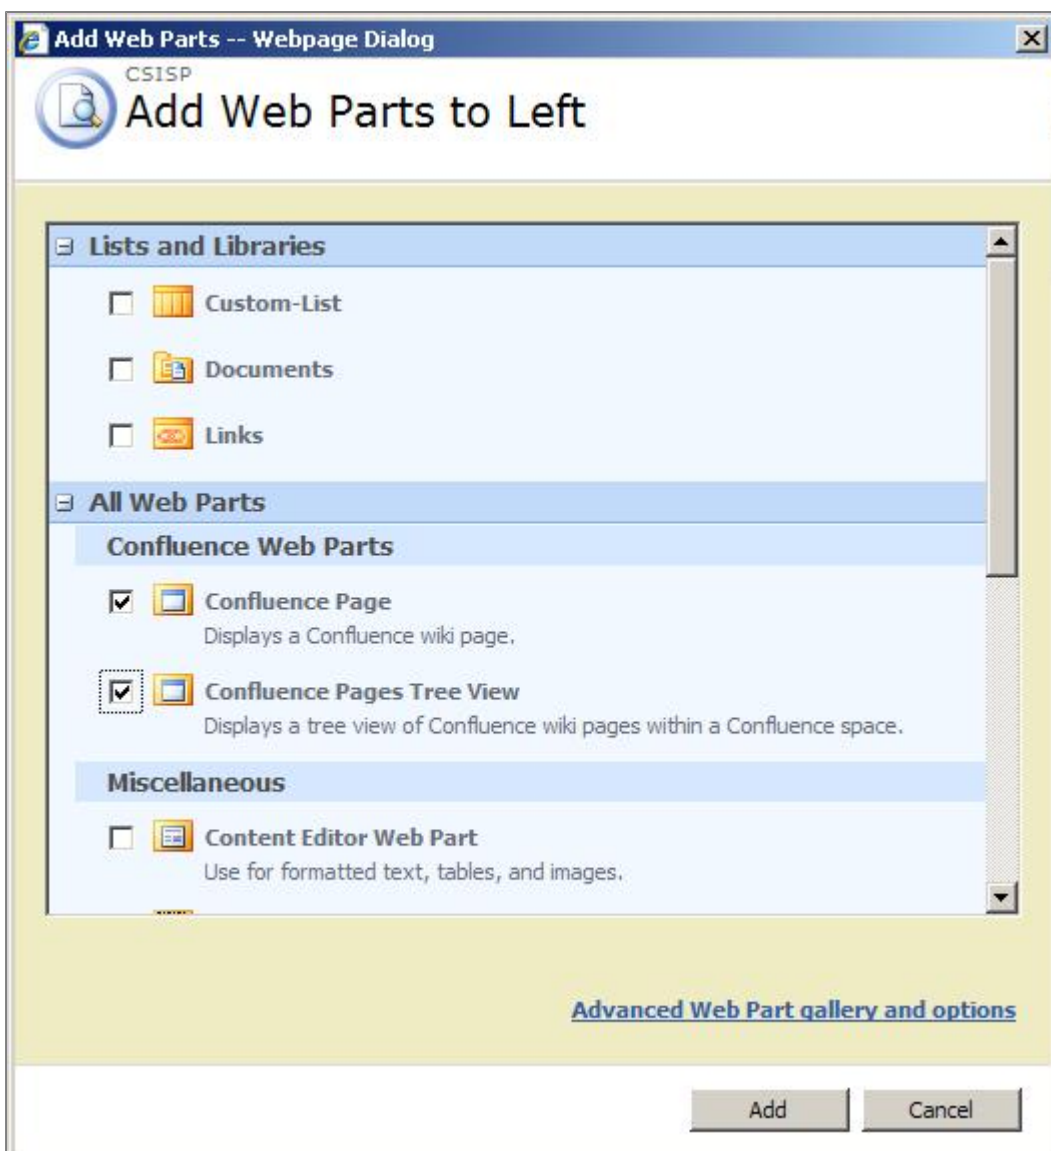 Add Web Parts -- Webpage Dialog
CSISP
Add Web Parts to Left
Lists and Libraries
Custom-List
Documents
Links
All Web Parts
Confluence Web Parts
Confluence Page
Displays a Confluence wiki page.
Confluence Pages Tree View
Displays a tree view of Confluence wiki pages within a Confluence space.
Miscellaneous
Content Editor Web Part
Use for formatted text, tables, and images.
Advanced Web Part gallery and options
Add
Cancel